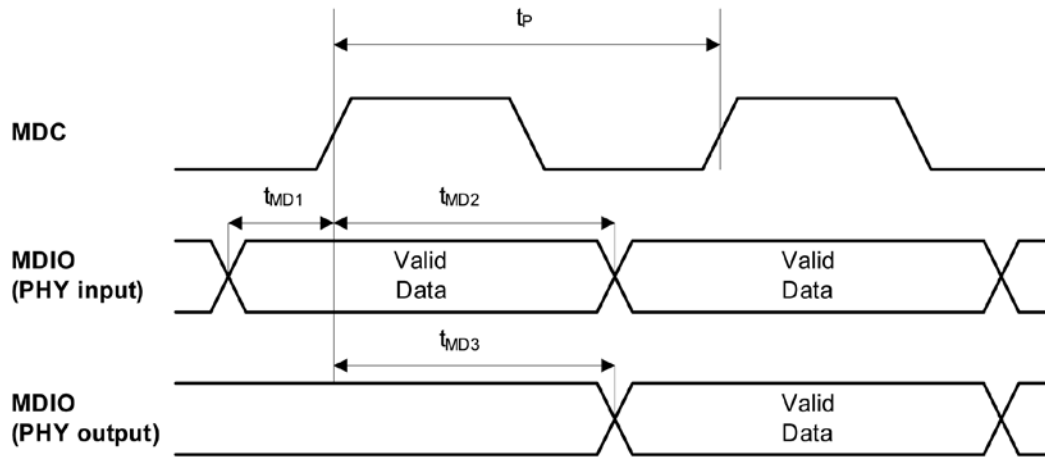 tP
MDC
tMD1
tMD2
MDIO
(PHY input)
Valid
Data
Valid
Data
tMD3
MDIO
(PHY output)
Valid
Data